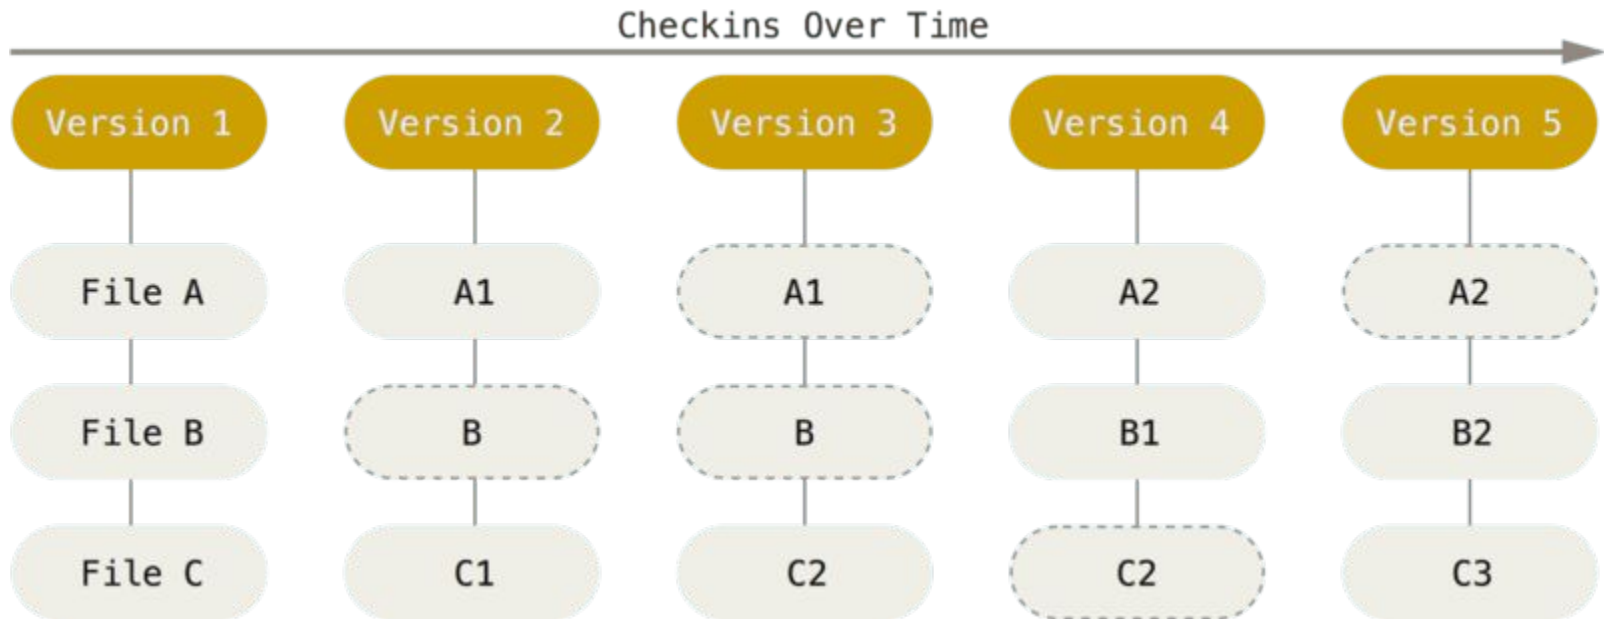 Checkins Over Time
Version 1 Version 2 Version 3 Version 4 Version 5
File A A1 A1 A2 A2
File B B B B1 B2
File C C1 C2 C2 C3